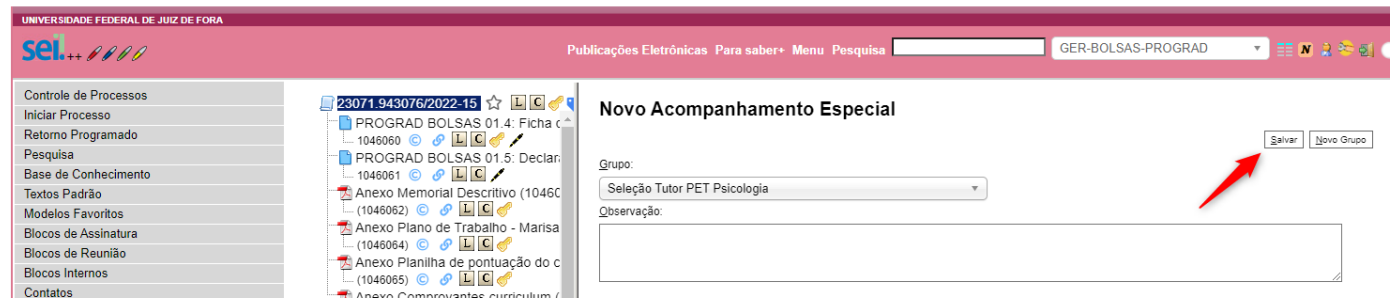 UNIVERSIDADE FEDERAL DE JUIZ DE FORA
sei.++
Publicações Eletrônicas Para saber+ Menu Pesquisa GER-BOLSAS-PROGRAD N
Controle de Processos
Iniciar Processo
Retorno Programado
Pesquisa
Base de Conhecimento
Textos Padrão
Modelos Favoritos
Blocos de Assinatura
Blocos de Reunião
Blocos Internos
Contatos
23071.943076/2022-15 L C
PROGRAD BOLSAS 01.4: Ficha c
1046060 © L C
PROGRAD BOLSAS 01.5: Declar
1046061 © L C
Anexo Memorial Descritivo (10460
(1046062) © L C
Anexo Plano de Trabalho - Marisa
(1046064) © L C
Anexo Planilha de pontuação do c
(1046065) © L C
Anexo Comprovantes curriculum (
Novo Acompanhamento Especial
Salvar Novo Grupo
Grupo:
Seleção Tutor PET Psicologia
Observação: